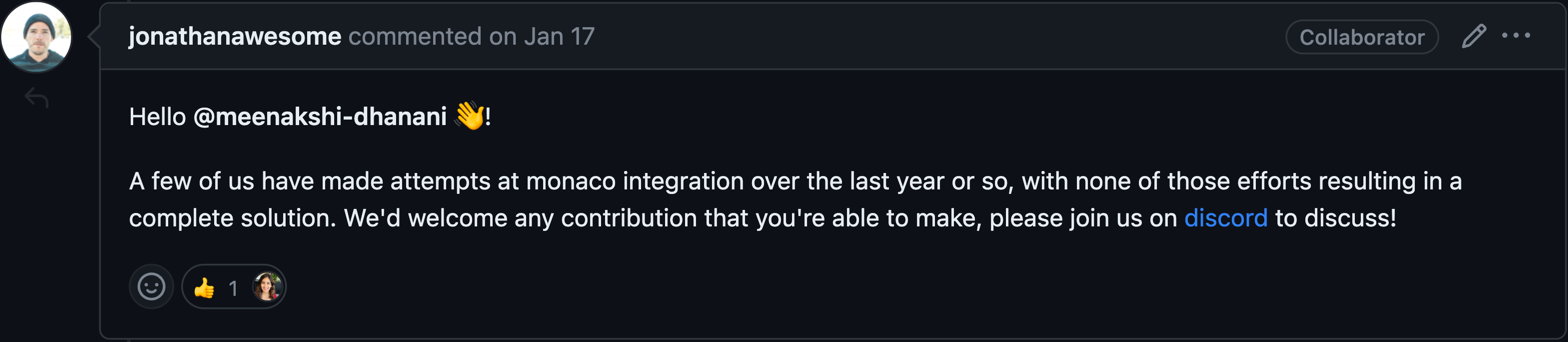 jonathanawesome commented on Jan 17
Collaborator
Hello @meenakshi-dhanani 👋!
A few of us have made attempts at monaco integration over the last year or so, with none of those efforts resulting in a
complete solution. We'd welcome any contribution that you're able to make, please join us on discord to discuss!
👍 1